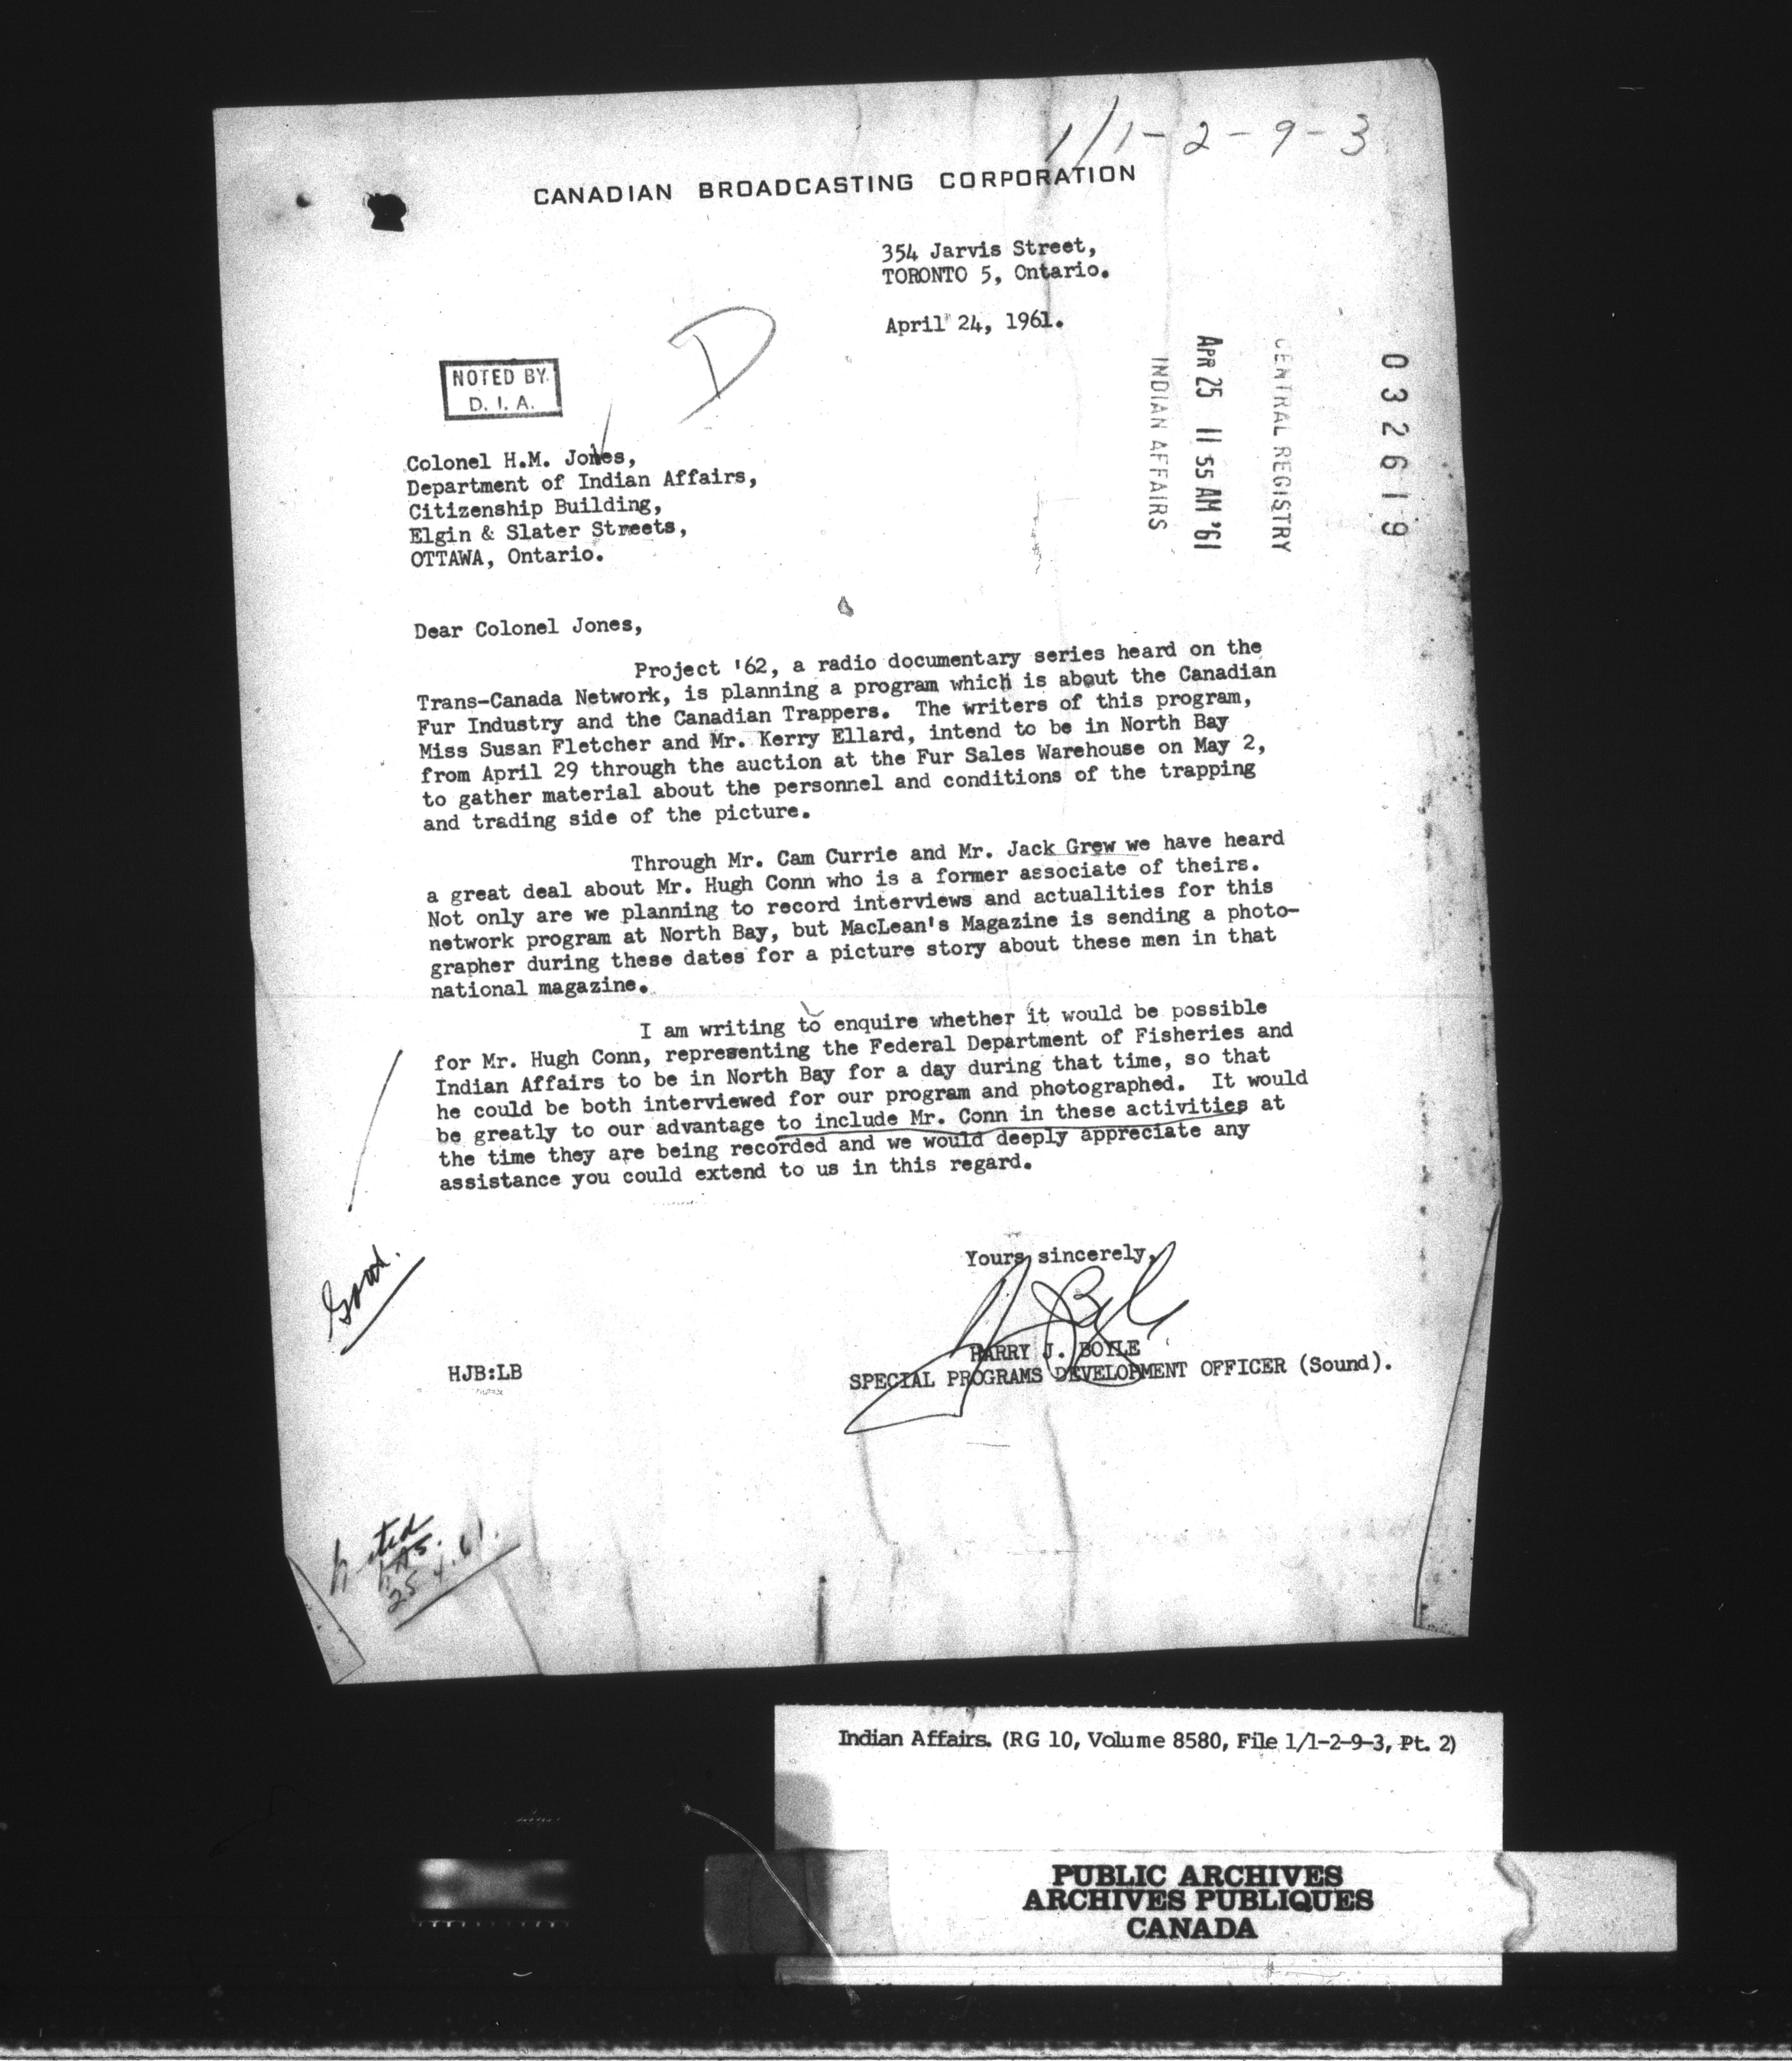 1/1-2-9-3
CANADIAN BROADCASTING CORPORATION
354 Jarvis Street,
TORONTO 5, Ontario.
April 24, 1961.
D
NOTED BY
D. I. A.
INDIAN AFFAIRS
APR 25 11 55 AM '61
CENTRAL REGISTRY
032619
Colonel H.M. Jones,
Department of Indian Affairs,
Citizenship Building,
Elgin & Slater Streets,
OTTAWA, Ontario.
Dear Colonel Jones,
Project '62, a radio documentary series heard on the
Trans-Canada Network, is planning a program which is about the Canadian
Fur Industry and the Canadian Trappers. The writers of this program,
Miss Susan Fletcher and Mr. Kerry Ellard, intend to be in North Bay
from April 29 through the auction at the Fur Sales Warehouse on May 2,
to gather material about the personnel and conditions of the trapping
and trading side of the picture.
Through Mr. Cam Currie and Mr. Jack Grew we have heard
a great deal about Mr. Hugh Conn who is a former associate of theirs.
Not only are we planning to record interviews and actualities for this
network program at North Bay, but MacLean's Magazine is sending a photo-
grapher during these dates for a picture story about these men in that
national magazine.
I am writing to enquire whether it would be possible
for Mr. Hugh Conn, representing the Federal Department of Fisheries and
Indian Affairs to be in North Bay for a day during that time, so that
he could be both interviewed for our program and photographed. It would
be greatly to our advantage to include Mr. Conn in these activities at
the time they are being recorded and we would deeply appreciate any
assistance you could extend to us in this regard.
Good.
Yours sincerely,
HARRY J. BOYLE
SPECIAL PROGRAMS DEVELOPMENT OFFICER (Sound).
HJB:LB
noted
25.4.61.
Indian Affairs. (RG 10, Volume 8580, File 1/1-2-9-3, Pt. 2)
PUBLIC ARCHIVES
ARCHIVES PUBLIQUES
CANADA